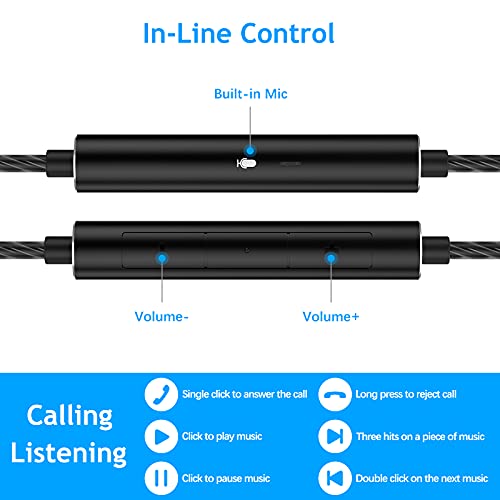 In-Line Control
Built-in Mic
Volume-
Volume+
Calling
Listening
Single click to answer the call
Long press to reject call
Click to play music
Three hits on a piece of music
Click to pause music
Double click on the next music